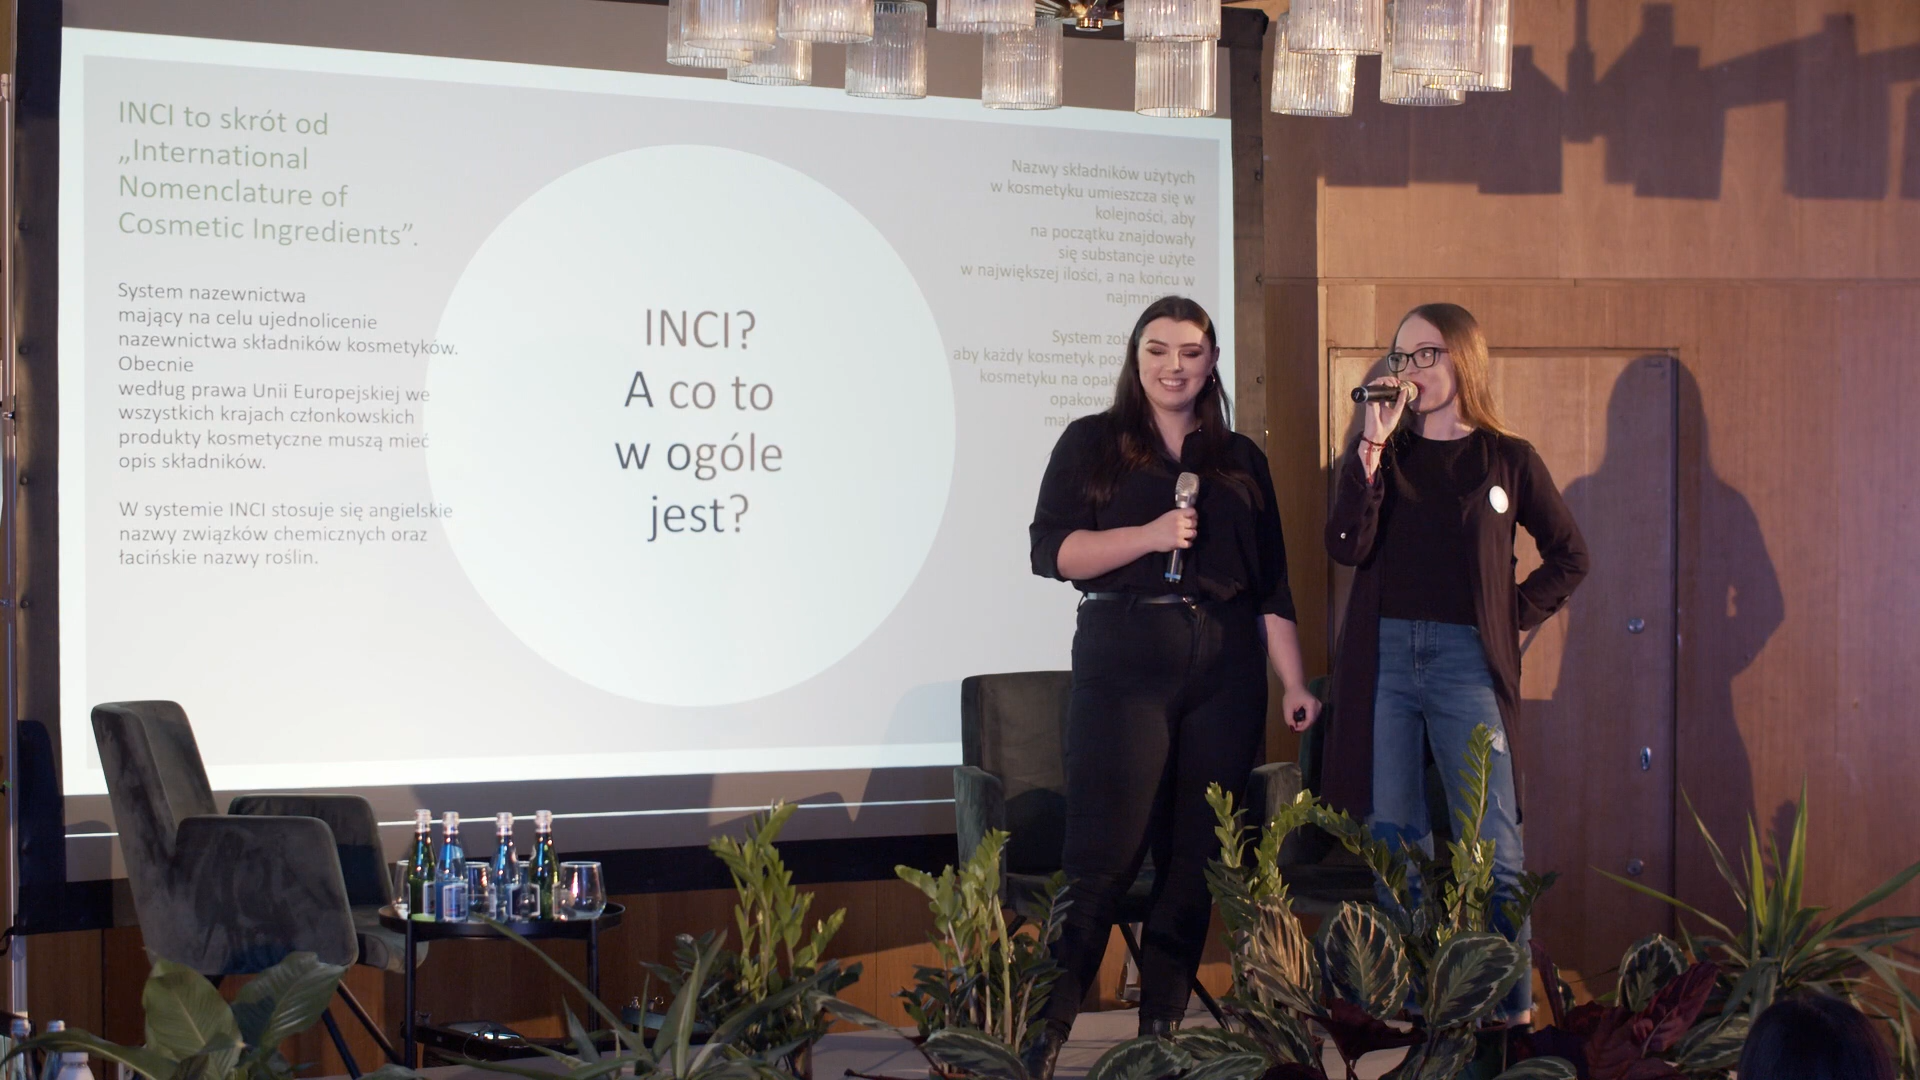 INCI to skrót od
„International
Nomenclature of
Cosmetic Ingredients”.
System nazewnictwa
mający na celu ujednolicenie
nazewnictwa składników kosmetyków.
Obecnie
według prawa Unii Europejskiej we
wszystkich krajach członkowskich
produkty kosmetyczne muszą mieć
opis składników.
W systemie INCI stosuje się angielskie
nazwy związków chemicznych oraz
łacińskie nazwy roślin.
INCI?
A co to
w ogóle
jest?
Nazwy składników użytych
w kosmetyku umieszcza się w
kolejności, aby
na początku znajdowały
się substancje użyte
w największej ilości, a na końcu w
System
aby każdy kosmetyk
kosmetyku na